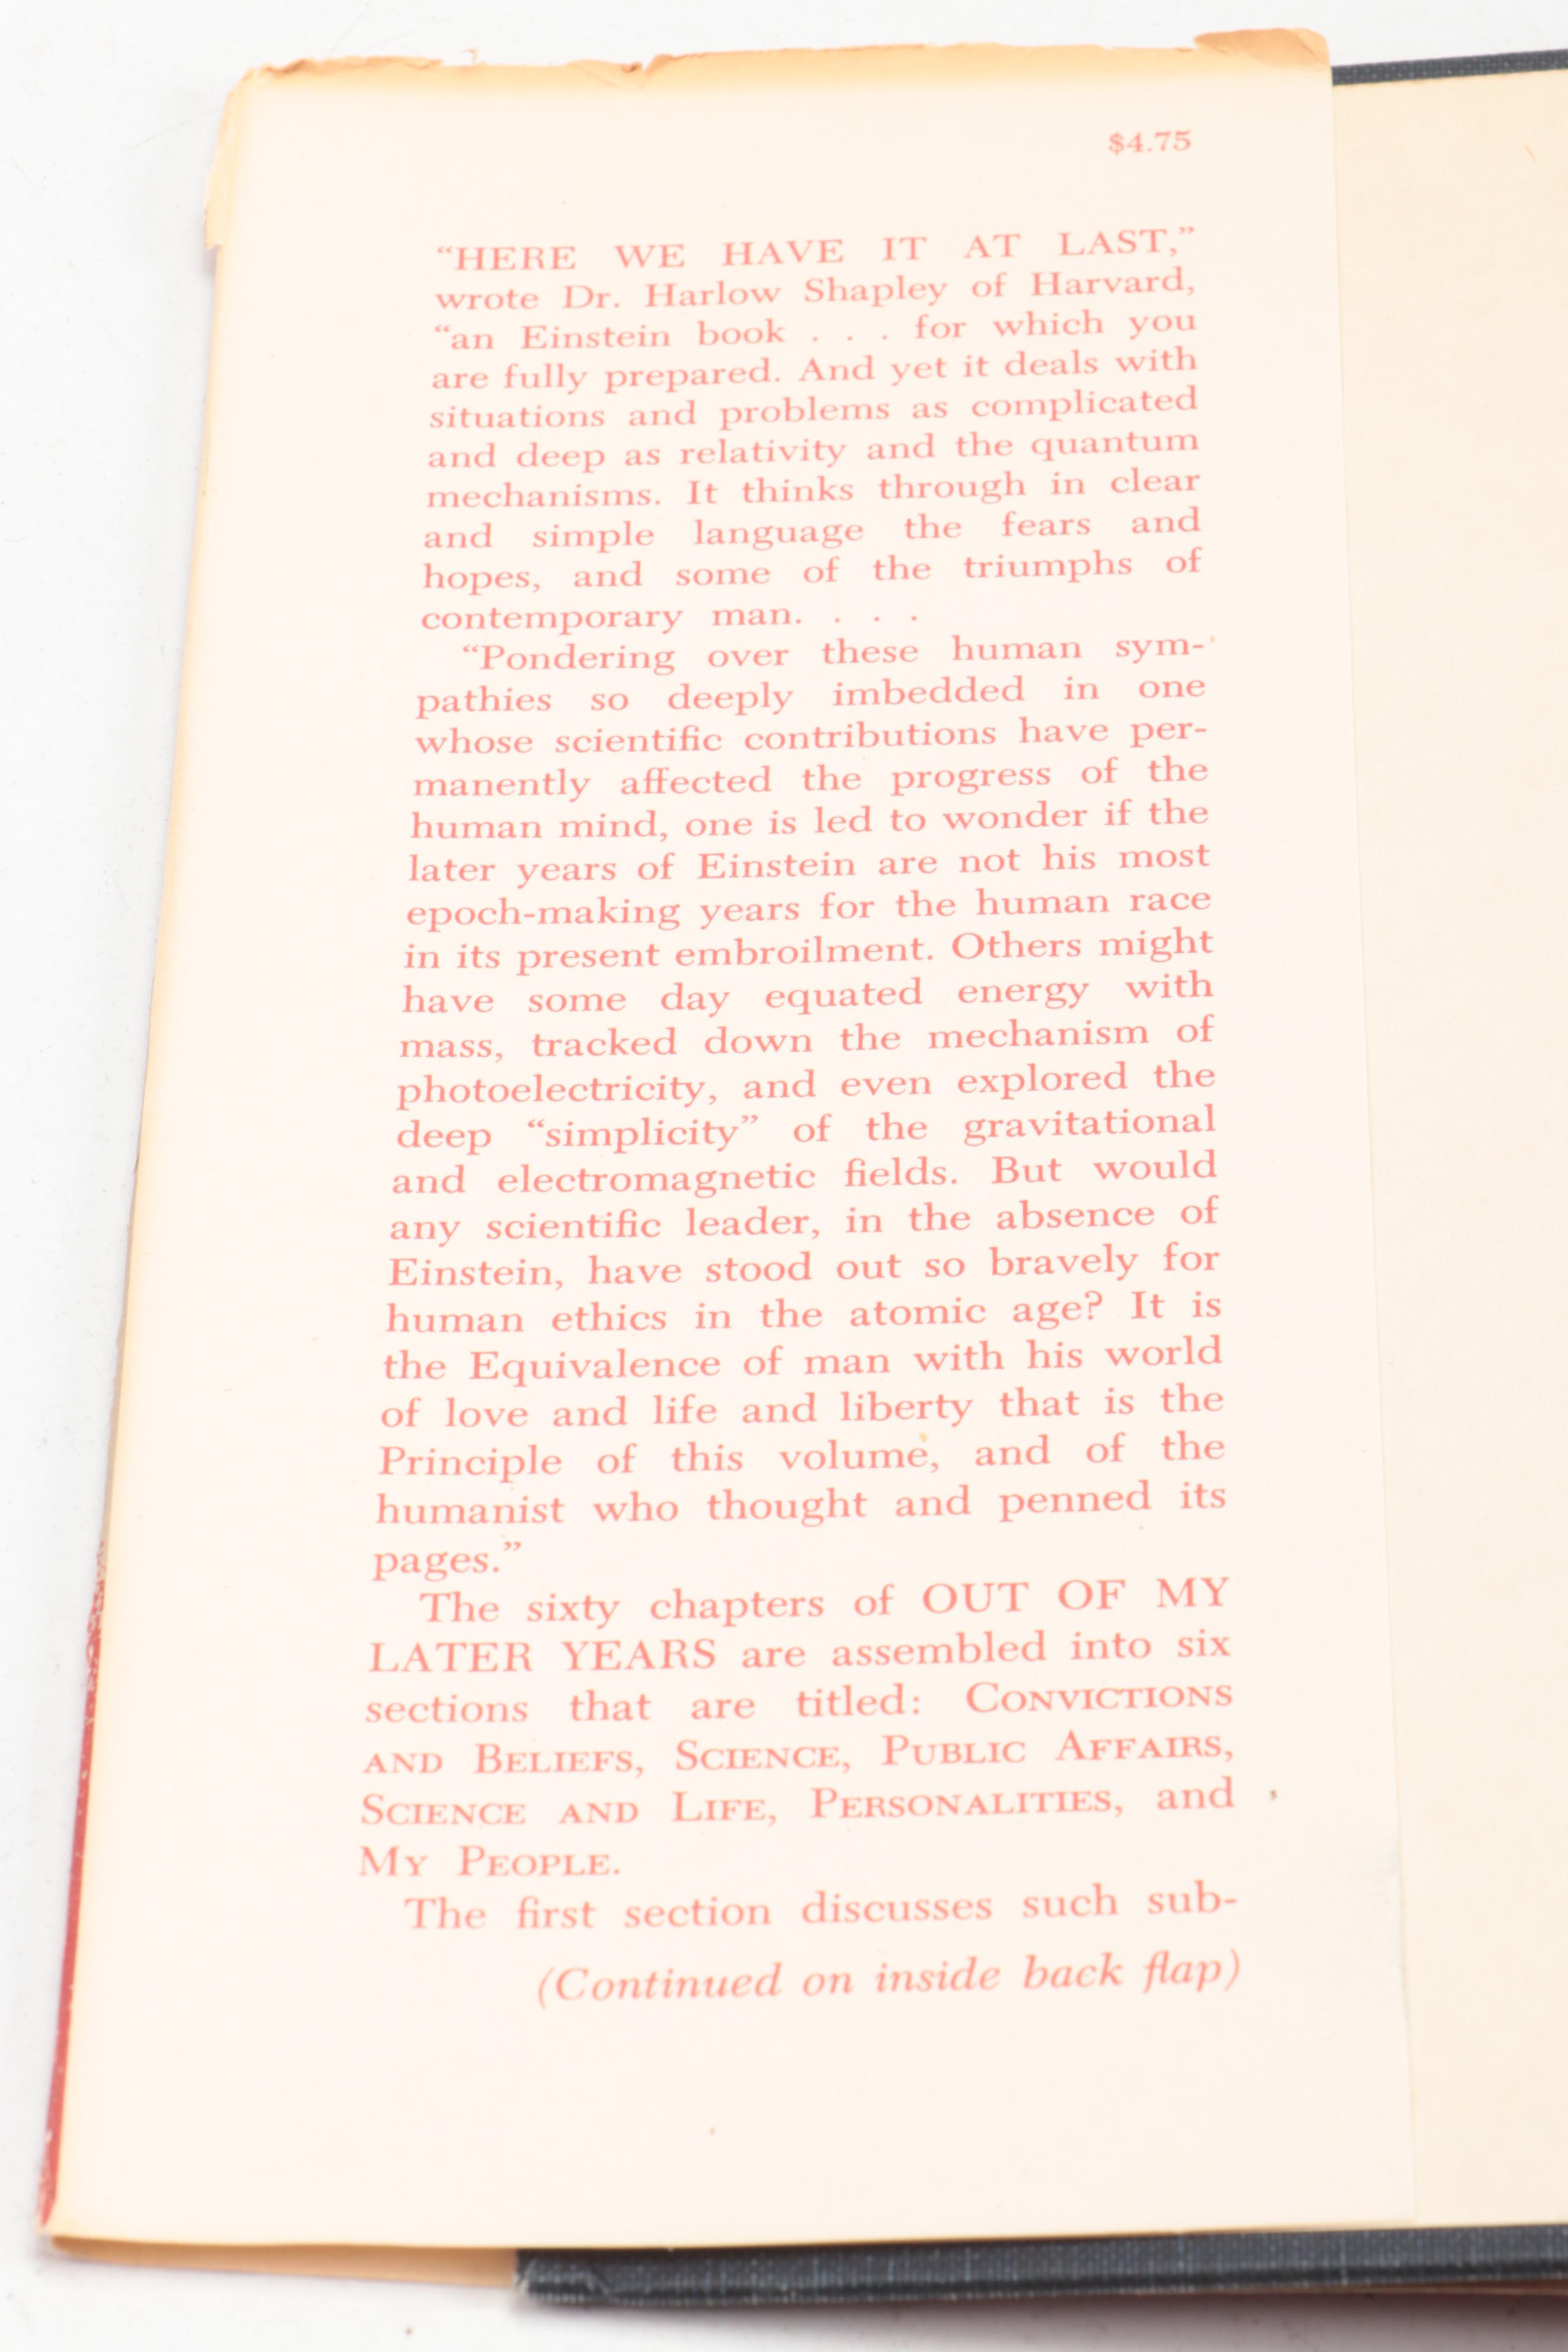 $4.75
“HERE WE HAVE IT AT LAST,”
wrote Dr. Harlow Shapley of Harvard,
“an Einstein book . . . for which you
are fully prepared. And yet it deals with
situations and problems as complicated
and deep as relativity and the quantum
mechanisms. It thinks through in clear
and simple language the fears and
hopes, and some of the triumphs of
contemporary man. . . .
“Pondering over these human sym-
pathies so deeply imbedded in one
whose scientific contributions have per-
manently affected the progress of the
human mind, one is led to wonder if the
later years of Einstein are not his most
epoch-making years for the human race
in its present embroilment. Others might
have some day equated energy with
mass, tracked down the mechanism of
photoelectricity, and even explored the
deep “simplicity” of the gravitational
and electromagnetic fields. But would
any scientific leader, in the absence of
Einstein, have stood out so bravely for
human ethics in the atomic age? It is
the Equivalence of man with his world
of love and life and liberty that is the
Principle of this volume, and of the
humanist who thought and penned its
pages.”
The sixty chapters of OUT OF MY
LATER YEARS are assembled into six
sections that are titled: CONVICTIONS
AND BELIEFS, SCIENCE, PUBLIC AFFAIRS,
SCIENCE AND LIFE, PERSONALITIES, and
MY PEOPLE.
The first section discusses such sub-
(Continued on inside back flap)